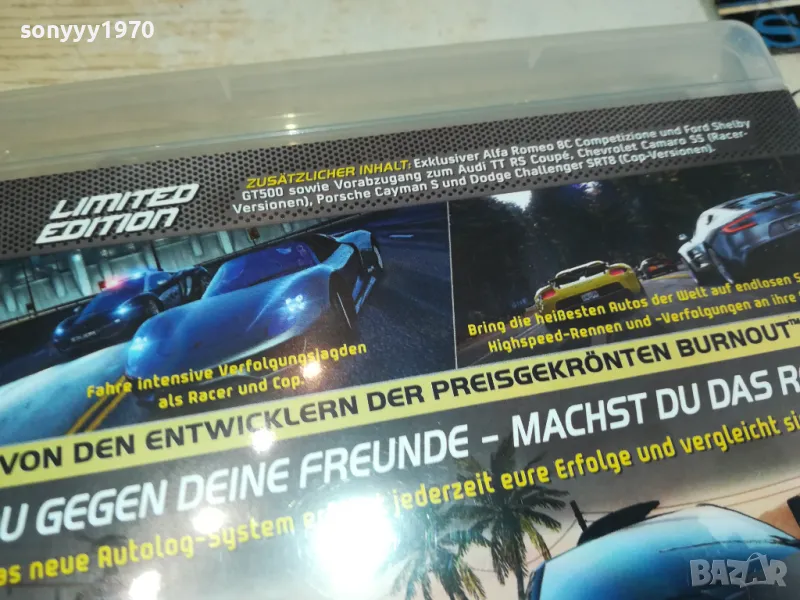 sonyyy1970
LIMITED
EDITION
ZUSÄTZLICHER INHALT: Exklusiver Alfa Romeo 8C Competizione und Ford Shelby
GT500 sowie Vorabzugang zum Audi TT RS Coupé, Chevrolet Camaro SS (Racer-
Versionen), Porsche Cayman S und Dodge Challenger SRT8 (Cop-Versionen).
Fahre intensive Verfolgungsjagden
als Racer und Cop.
Bring die heißesten Autos der Welt auf endlosen S
Highspeed-Rennen und -Verfolgungen an ihre
VON DEN ENTWICKLERN DER PREISGEKRÖNTEN BURNOUT™
U GEGEN DEINE FREUNDE – MACHST DU DAS R
as neue Autolog-System jederzeit eure Erfolge und vergleicht si
BAZAR